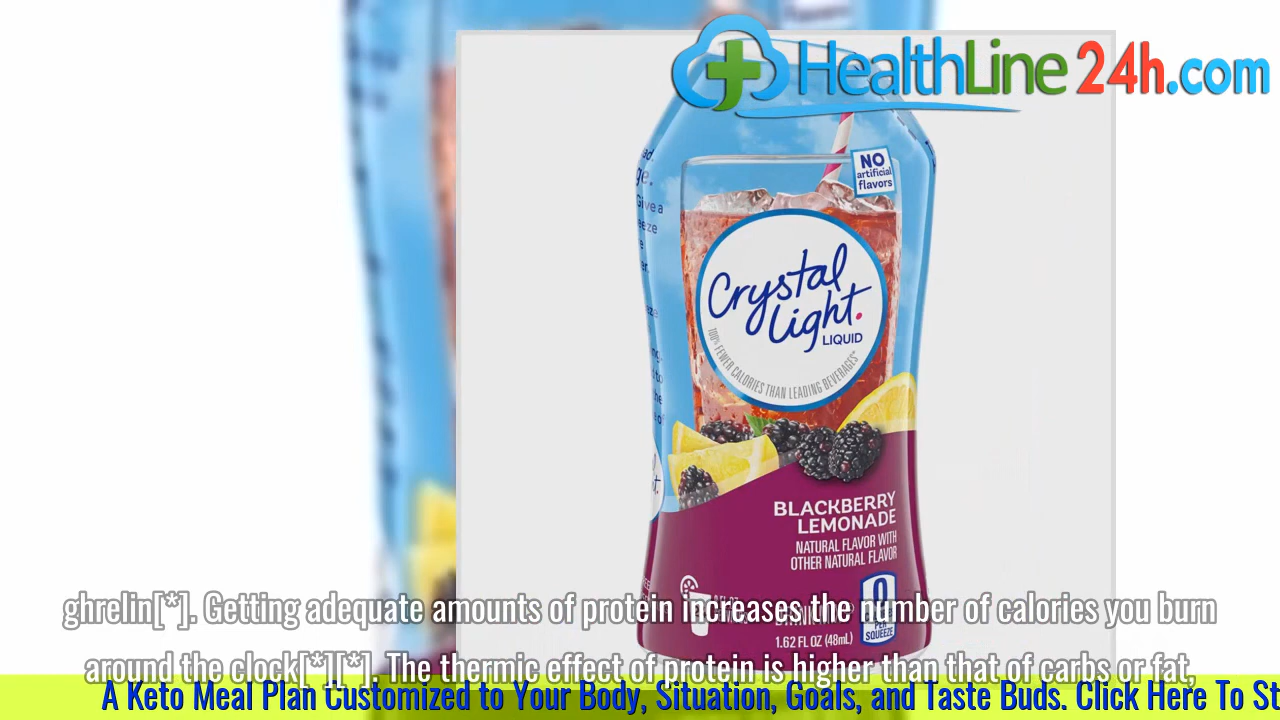 HealthLine24h.com
NO
artificial
flavors
Crystal
Light.
LIQUID
100% FEWER CALORIES THAN LEADING BEVERAGES*
BLACKBERRY
LEMONADE
NATURAL FLAVOR WITH
OTHER NATURAL FLAVOR
0
PER
SQUEEZE
1.62 FL OZ (48mL)
ghrelin[*]. Getting adequate amounts of protein increases the number of calories you burn
around the clock[*][*]. The thermic effect of protein is higher than that of carbs or fat,
A Keto Meal Plan Customized to Your Body, Situation, Goals, and Taste Buds. Click Here To St